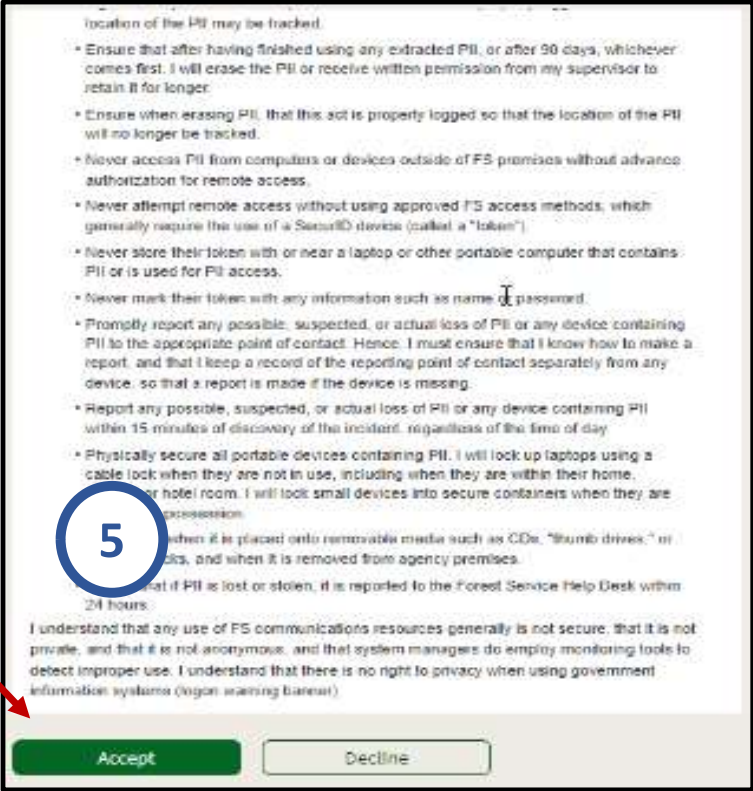 location of the PII may be tracked.
• Ensure that after having finished using any extracted PII, or after 90 days, whichever
comes first, I will erase the PII or receive written permission from my supervisor to
retain it for longer.
• Ensure when erasing PII, that this act is properly logged so that the location of the PII
will no longer be tracked.
• Never access PII from computers or devices outside of FS premises without advance
authorization for remote access.
• Never attempt remote access without using approved FS access methods, which
generally require the use of a SecurID device (called a "token").
• Never store their token with or near a laptop or other portable computer that contains
PII or is used for PII access.
• Never mark their token with any information such as name or password.
• Promptly report any possible, suspected, or actual loss of PII or any device containing
PII to the appropriate point of contact. Hence, I must ensure that I know how to make a
report, and that I keep a record of the reporting point of contact separately from any
device, so that a report is made if the device is missing.
• Report any possible, suspected, or actual loss of PII or any device containing PII
within 15 minutes of discovery of the incident, regardless of the time of day.
• Physically secure all portable devices containing PII. I will lock up laptops using a
cable lock when they are not in use, including when they are within their home,
or hotel room. I will lock small devices into secure containers when they are
possession.
5
when it is placed onto removable media such as CDs, "thumb drives," or
and when it is removed from agency premises.
if PII is lost or stolen, it is reported to the Forest Service Help Desk within
24 hours.
I understand that any use of FS communications resources generally is not secure, that it is not
private, and that it is not anonymous, and that system managers do employ monitoring tools to
detect improper use. I understand that there is no right to privacy when using government
information systems (logon warning banner)
Accept
Decline